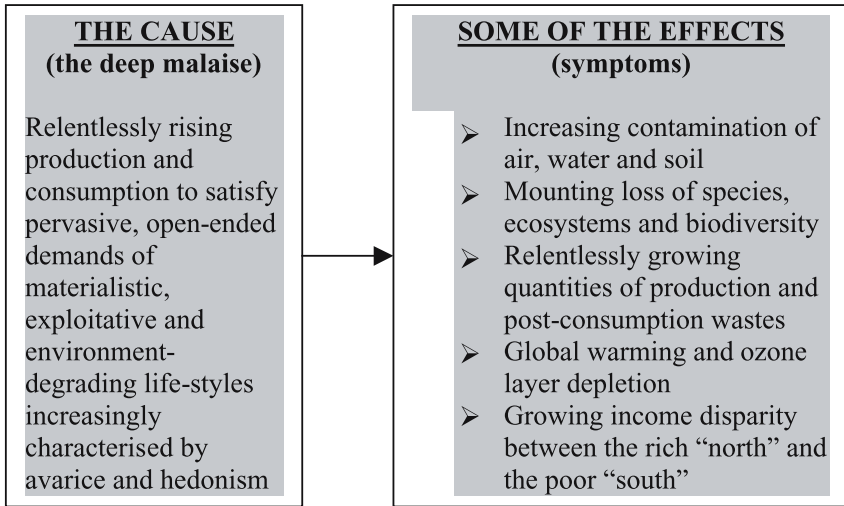 THE CAUSE
(the deep malaise)
Relentlessly rising
production and
consumption to satisfy
pervasive, open-ended
demands of
materialistic,
exploitative and
environment-
degrading life-styles
increasingly
characterised by
avarice and hedonism
SOME OF THE EFFECTS
(symptoms)
➢ Increasing contamination of
air, water and soil
➢ Mounting loss of species,
ecosystems and biodiversity
➢ Relentlessly growing
quantities of production and
post-consumption wastes
➢ Global warming and ozone
layer depletion
➢ Growing income disparity
between the rich “north” and
the poor “south”